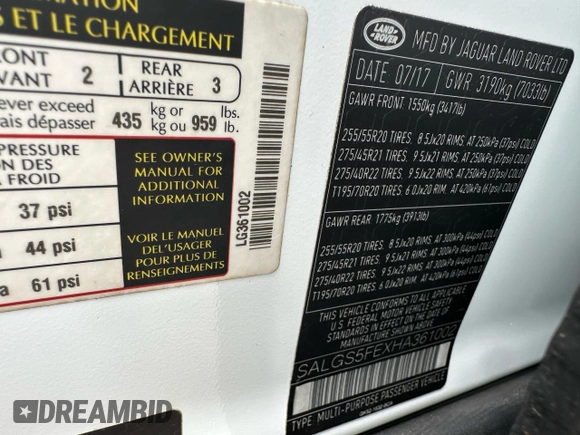 ORMATION
S ET LE CHARGEMENT
FRONT
VANT 2
REAR
ARRIÈRE 3
ever exceed
ais dépasser 435 kg or kg ou 959 lbs. lb.
PRESSURE
ON DES
À FROID
37 psi
44 psi
61 psi
SEE OWNER'S
MANUAL FOR
ADDITIONAL
INFORMATION
VOIR LE MANUEL
DEL'USAGER
POUR PLUS DE
RENSEIGNEMENTS
LG361002
LAND ROVER
MFD BY JAGUAR LAND ROVER LTD
DATE: 07/17 GWR 3190kg (7033lb)
GAWR FRONT 1550kg (3417lb)
255/55R20 TIRES. 8.5Jx20 RIMS. AT 250kPa (37psi) COLD
275/45R21 TIRES. 9.5Jx21 RIMS. AT 250kPa (37psi) COLD
275/40R22 TIRES. 9.5Jx22 RIMS. AT 250kPa (37psi) COLD
T195/70R20 TIRES. 6.0Jx20 RIM. AT 420kPa (61psi) COLD
GAWR REAR 1775kg (3913lb)
255/55R20 TIRES. 8.5Jx20 RIMS. AT 300kPa (44psi) COLD
275/45R21 TIRES. 9.5Jx21 RIMS. AT 300kPa (44psi) COLD
275/40R22 TIRES. 9.5Jx22 RIMS. AT 300kPa (44psi) COLD
T195/70R20 TIRES. 6.0Jx20 RIM. AT 420kPa (61psi) COLD
THIS VEHICLE CONFORMS TO ALL APPLICABLE
FEDERAL MOTOR VEHICLE SAFETY
STANDARDS IN EFFECT ON THE DATE OF
MANUFACTURE SHOWN ABOVE
SALGS5FEXHA361002
TYPE: MULTI-PURPOSE PASSENGER VEHICLE
DREAMBID